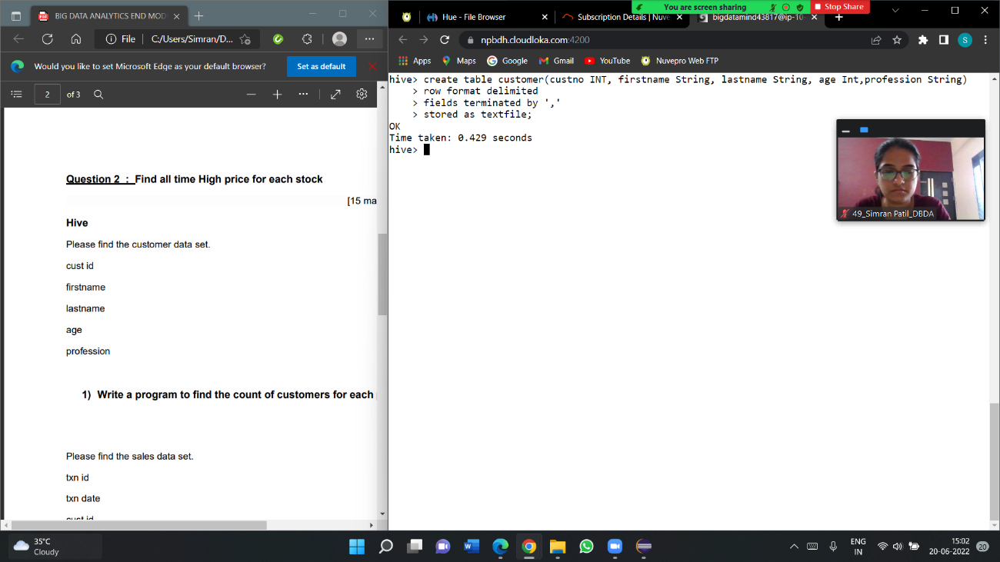 BIG DATA ANALYTICS END MOD
File
C:/Users/Simran/D...
Would you like to set Microsoft Edge as your default browser?
Set as default
2
of 3
Question 2 : Find all time High price for each stock
[15 ma
Hive
Please find the customer data set.
cust id
firstname
lastname
age
profession
1) Write a program to find the count of customers for each
Please find the sales data set.
txn id
txn date
cust id
Hue - File Browser
Subscription Details | Nuve
bigdatamind43817@ip-10-
You are screen sharing
Stop Share
npbdh.cloudloka.com:4200
S
Apps
Maps
Google
Gmail
YouTube
Nuvepro Web FTP
hive> create table customer(custno INT, firstname String, lastname String, age Int,profession String)
> row format delimited
> fields terminated by ','
> stored as textfile;
OK
Time taken: 0.429 seconds
hive>
49_Simran Patil_DBDA
35°C
Cloudy
ENG
IN
15:02
20-06-2022
20